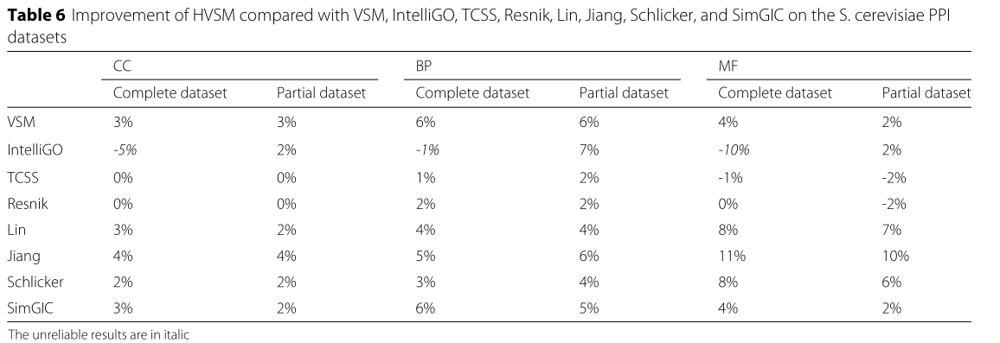 Table 6 Improvement of HVSM compared with VSM, IntelliGO, TCSS, Resnik, Lin, Jiang, Schlicker, and SimGIC on the S. cerevisiae PPI
datasets
CC BP MF
Complete dataset Partial dataset Complete dataset Partial dataset Complete dataset Partial dataset
VSM 3% 3% 6% 6% 4% 2%
IntelliGO -5% 2% -1% 7% -10% 2%
TCSS 0% 0% 1% 2% -1% -2%
Resnik 0% 0% 2% 2% 0% -2%
Lin 3% 2% 4% 4% 8% 7%
Jiang 4% 4% 5% 6% 11% 10%
Schlicker 2% 2% 3% 4% 8% 6%
SimGIC 3% 2% 6% 5% 4% 2%
The unreliable results are in italic